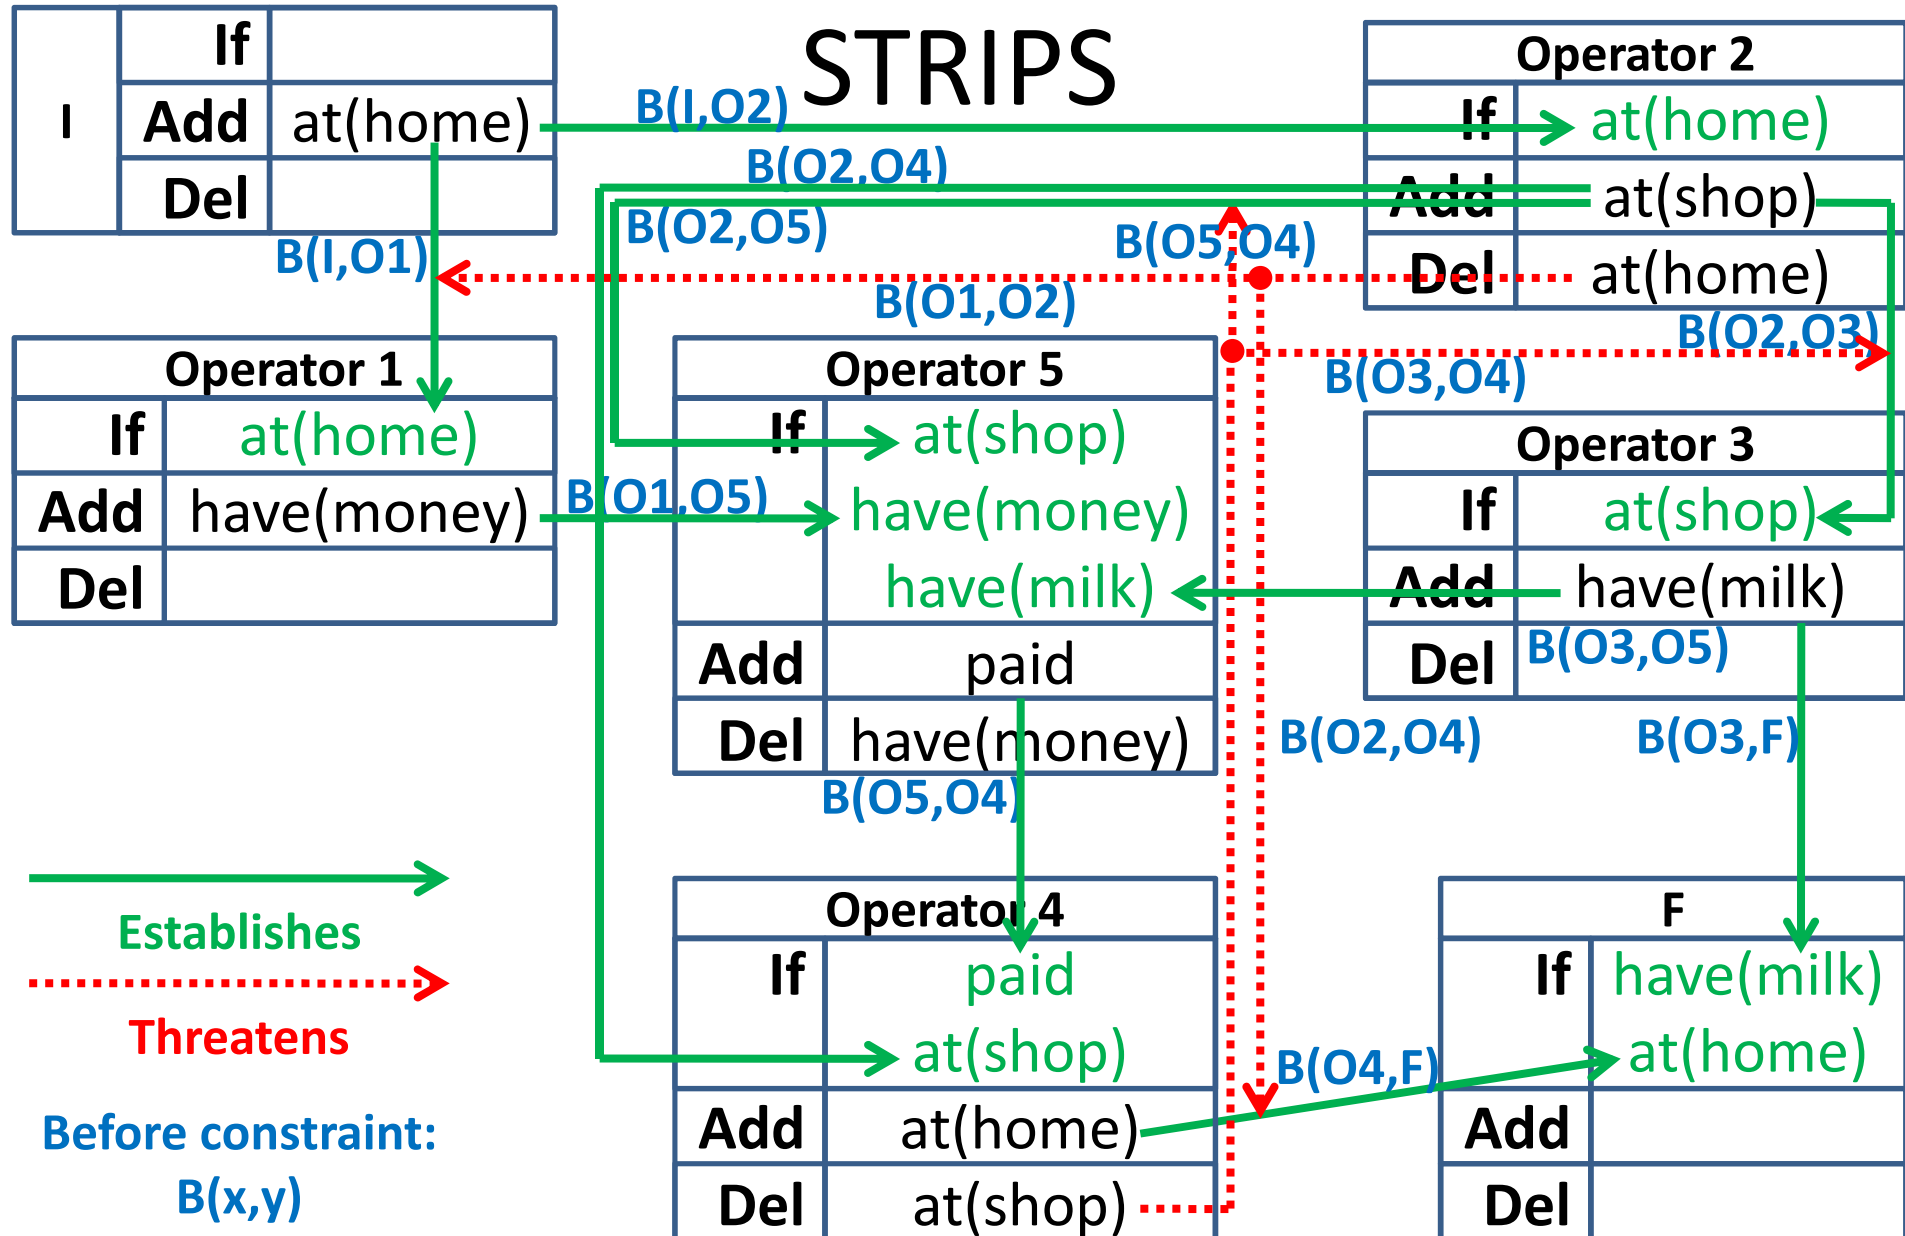 STRIPS
I
If
Add at(home)
Del
B(I,O2)
B(O2,O4)
B(O2,O5)
B(I,O1)
B(O5,O4)
B(O1,O2)
Operator 2
If at(home)
Add at(shop)
Del at(home)
B(O2,O3)
B(O3,O4)
Operator 1
If at(home)
Add have(money)
Del
B(O1,O5)
Operator 5
If at(shop)
have(money)
have(milk)
Add paid
Del have(money)
Operator 3
If at(shop)
Add have(milk)
Del
B(O3,O5)
B(O2,O4)
B(O3,F)
B(O5,O4)
Establishes
Threatens
Before constraint:
B(x,y)
Operator 4
If paid
at(shop)
Add at(home)
Del at(shop)
B(O4,F)
F
If have(milk)
at(home)
Add
Del